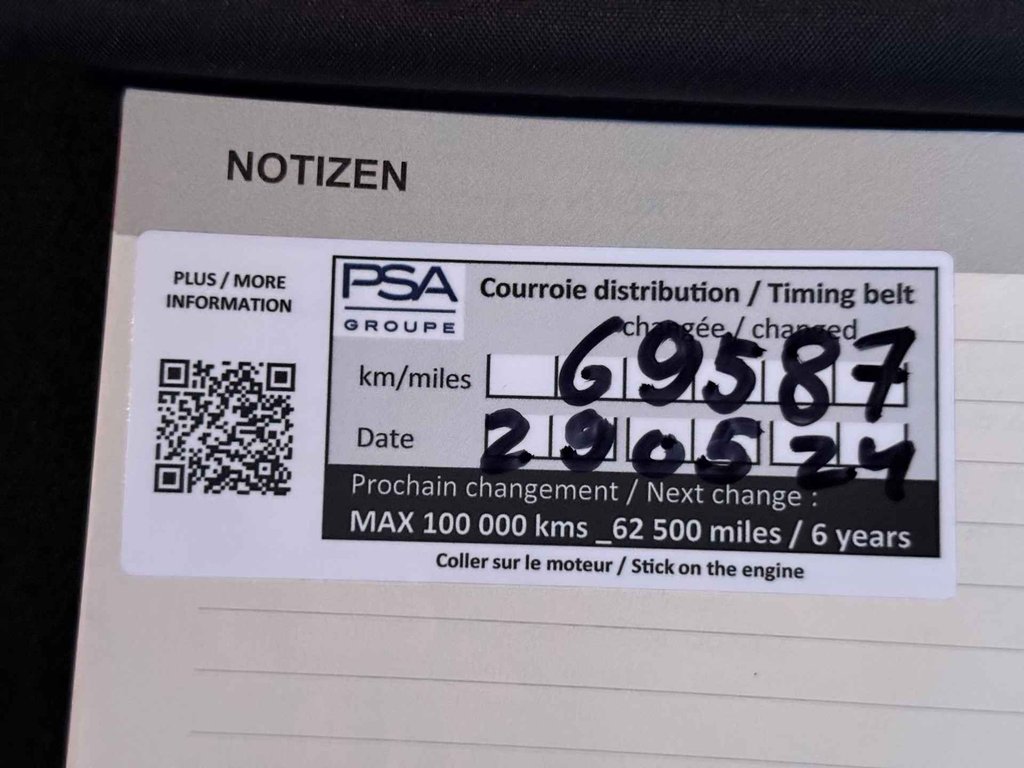 NOTIZEN
PLUS / MORE
INFORMATION
PSA
GROUPE
Courroie distribution / Timing belt
changée / changed
km/miles 69587
Date 290524
Prochain changement / Next change :
MAX 100 000 kms _62 500 miles / 6 years
Coller sur le moteur / Stick on the engine